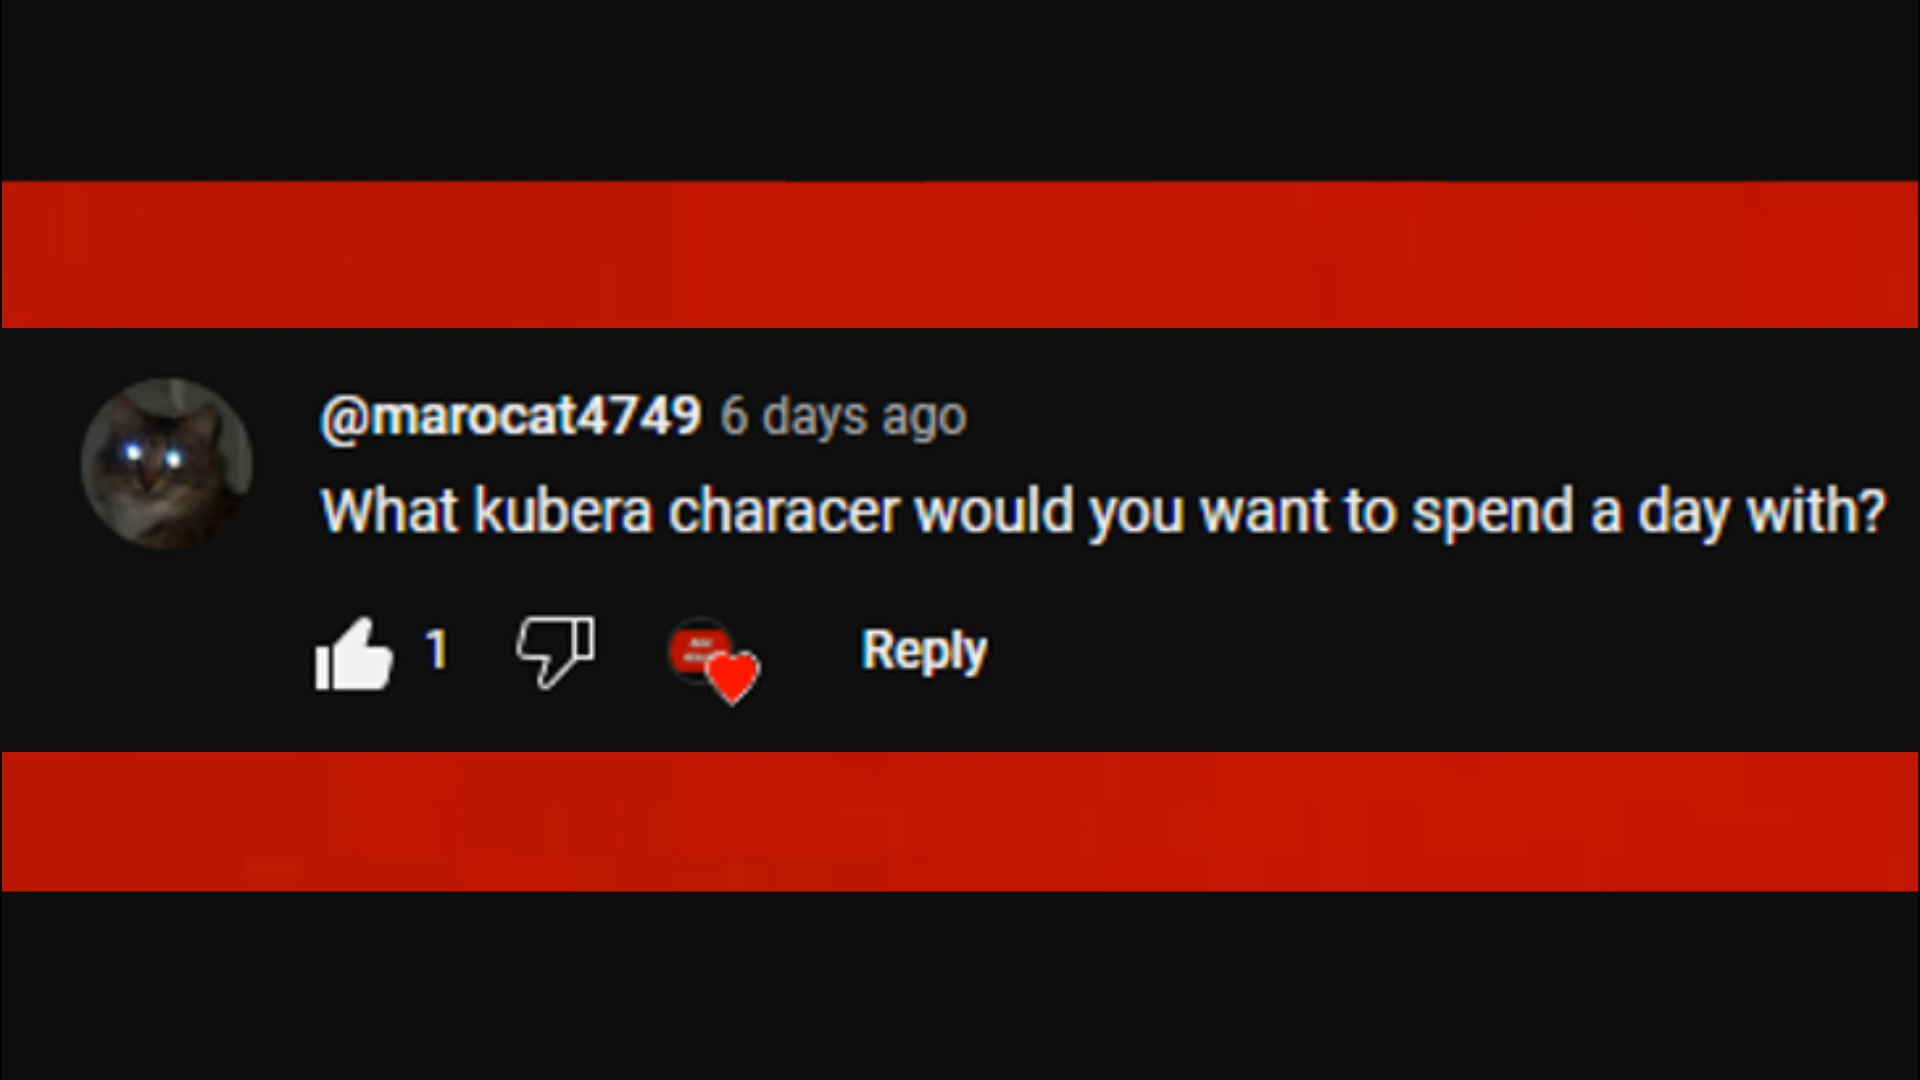 @marocat4749 6 days ago
What kubera characer would you want to spend a day with?
1 Reply